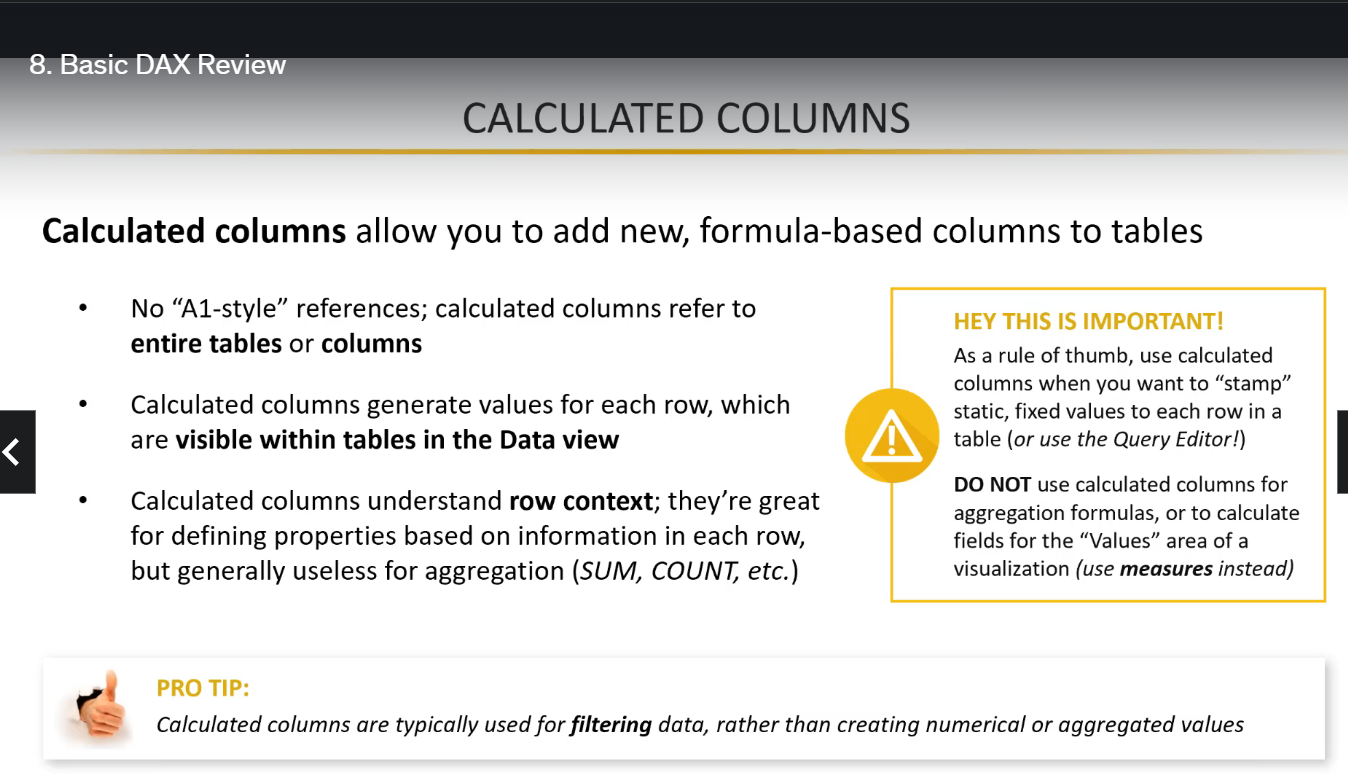 8. Basic DAX Review
CALCULATED COLUMNS
Calculated columns allow you to add new, formula-based columns to tables
• No “A1-style” references; calculated columns refer to
entire tables or columns
• Calculated columns generate values for each row, which
are visible within tables in the Data view
• Calculated columns understand row context; they’re great
for defining properties based on information in each row,
but generally useless for aggregation (SUM, COUNT, etc.)
HEY THIS IS IMPORTANT!
As a rule of thumb, use calculated
columns when you want to “stamp”
static, fixed values to each row in a
table (or use the Query Editor!)
DO NOT use calculated columns for
aggregation formulas, or to calculate
fields for the “Values” area of a
visualization (use measures instead)
PRO TIP:
Calculated columns are typically used for filtering data, rather than creating numerical or aggregated values